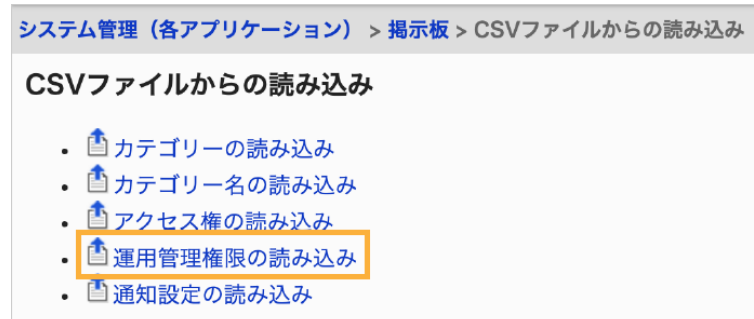 システム管理（各アプリケーション） > 掲示板 > CSVファイルからの読み込み
CSVファイルからの読み込み
カテゴリーの読み込み
カテゴリー名の読み込み
アクセス権の読み込み
運用管理権限の読み込み
通知設定の読み込み